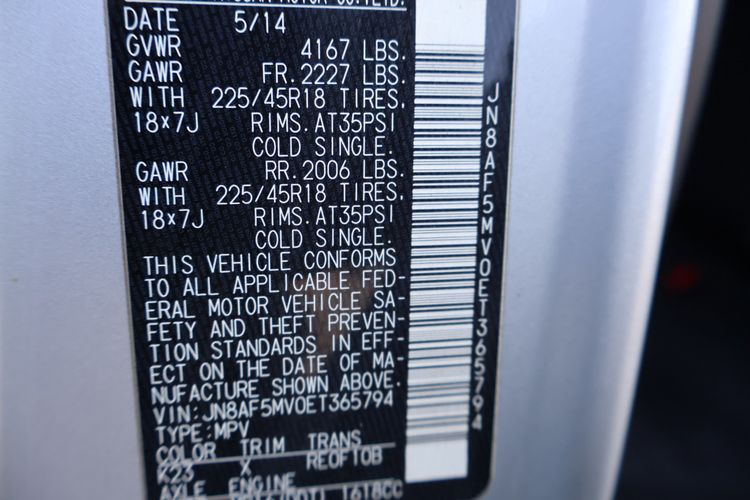 DATE 5/14
GVWR 4167 LBS.
GAWR FR. 2227 LBS.
WITH 225/45R18 TIRES.
18x7J RIMS. AT35PSI
COLD SINGLE.
GAWR RR. 2006 LBS.
WITH 225/45R18 TIRES.
18x7J RIMS. AT35PSI
COLD SINGLE.
THIS VEHICLE CONFORMS
TO ALL APPLICABLE FED-
ERAL MOTOR VEHICLE SA-
FETY AND THEFT PREVEN-
TION STANDARDS IN EFF-
ECT ON THE DATE OF MA-
NUFACTURE SHOWN ABOVE.
VIN:JN8AF5MV0ET365794
TYPE:MPV
COLOR TRIM TRANS
K23 X REOF10B
AXLE ENGINE
1618CC
JN8AF5MV0ET365794